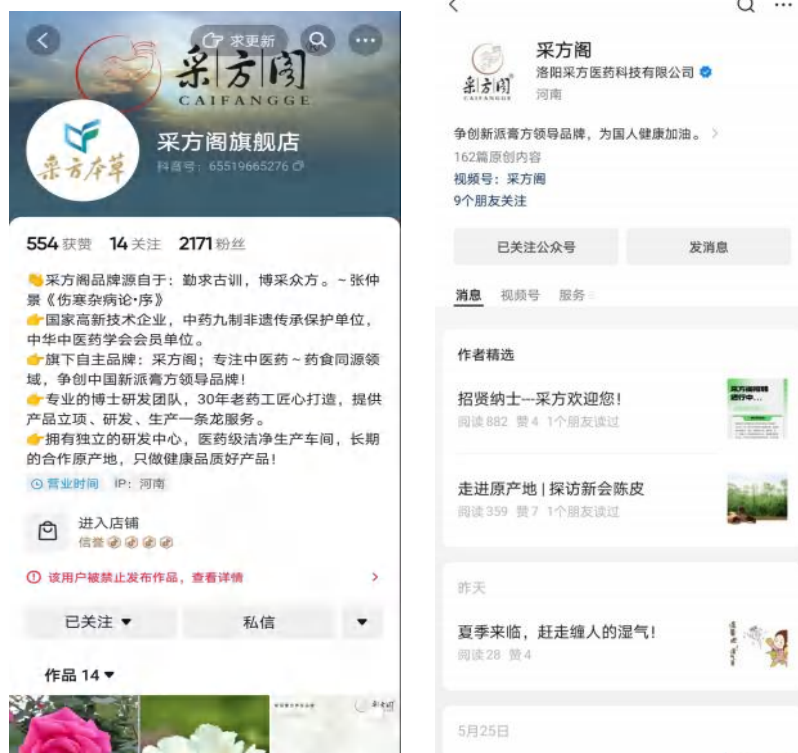 求更新
采方阁®
CAIFANGGE
采方本草
采方阁旗舰店
抖音号：65519665276
554 获赞 14 关注 2171 粉丝
👏采方阁品牌源自于：勤求古训，博采众方。~张仲
景《伤寒杂病论·序》
👉国家高新技术企业，中药九制非遗传承保护单位，
中华中医药学会会员单位。
👉旗下自主品牌：采方阁；专注中医药~药食同源领
域，争创中国新派膏方领导品牌！
👉专业的博士研发团队，30年老药工匠心打造，提供
产品立项、研发、生产一条龙服务。
👉拥有独立的研发中心，医药级洁净生产车间，长期
的合作原产地，只做健康品质好产品！
营业时间 IP：河南
进入店铺
信誉
该用户被禁止发布作品，查看详情
已关注 私信
作品 14
采方阁
采方阁®
CAIFANGGE
采方阁
洛阳采方医药科技有限公司
河南
争创新派膏方领导品牌，为国人健康加油。
162篇原创内容
视频号：采方阁
9个朋友关注
已关注公众号 发消息
消息 视频号 服务
作者精选
招贤纳士---采方欢迎您！
阅读 882 赞 4 1个朋友读过
走进原产地 | 探访新会陈皮
阅读 359 赞 7 1个朋友读过
昨天
夏季来临，赶走缠人的湿气！
阅读 28 赞 4
5月25日